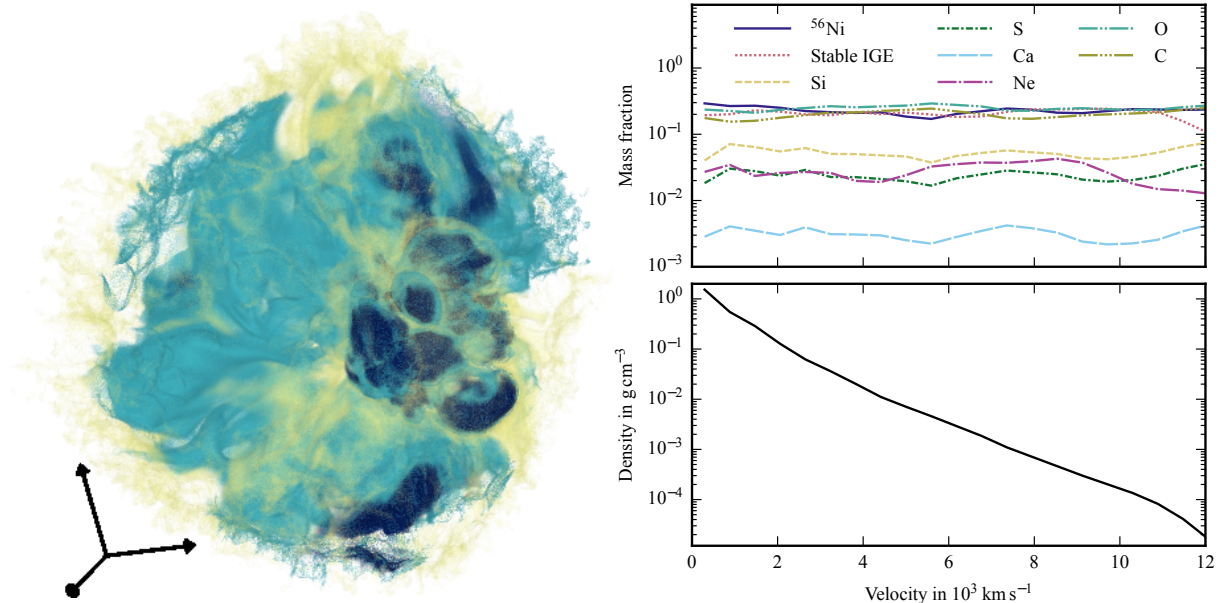 ⁵⁶Ni S O
Stable IGE Ca C
Si Ne
Mass fraction
10⁰
10⁻¹
10⁻²
10⁻³
Density in g cm⁻³
10⁰
10⁻¹
10⁻²
10⁻³
10⁻⁴
0 2 4 6 8 10 12
Velocity in 10³ km s⁻¹